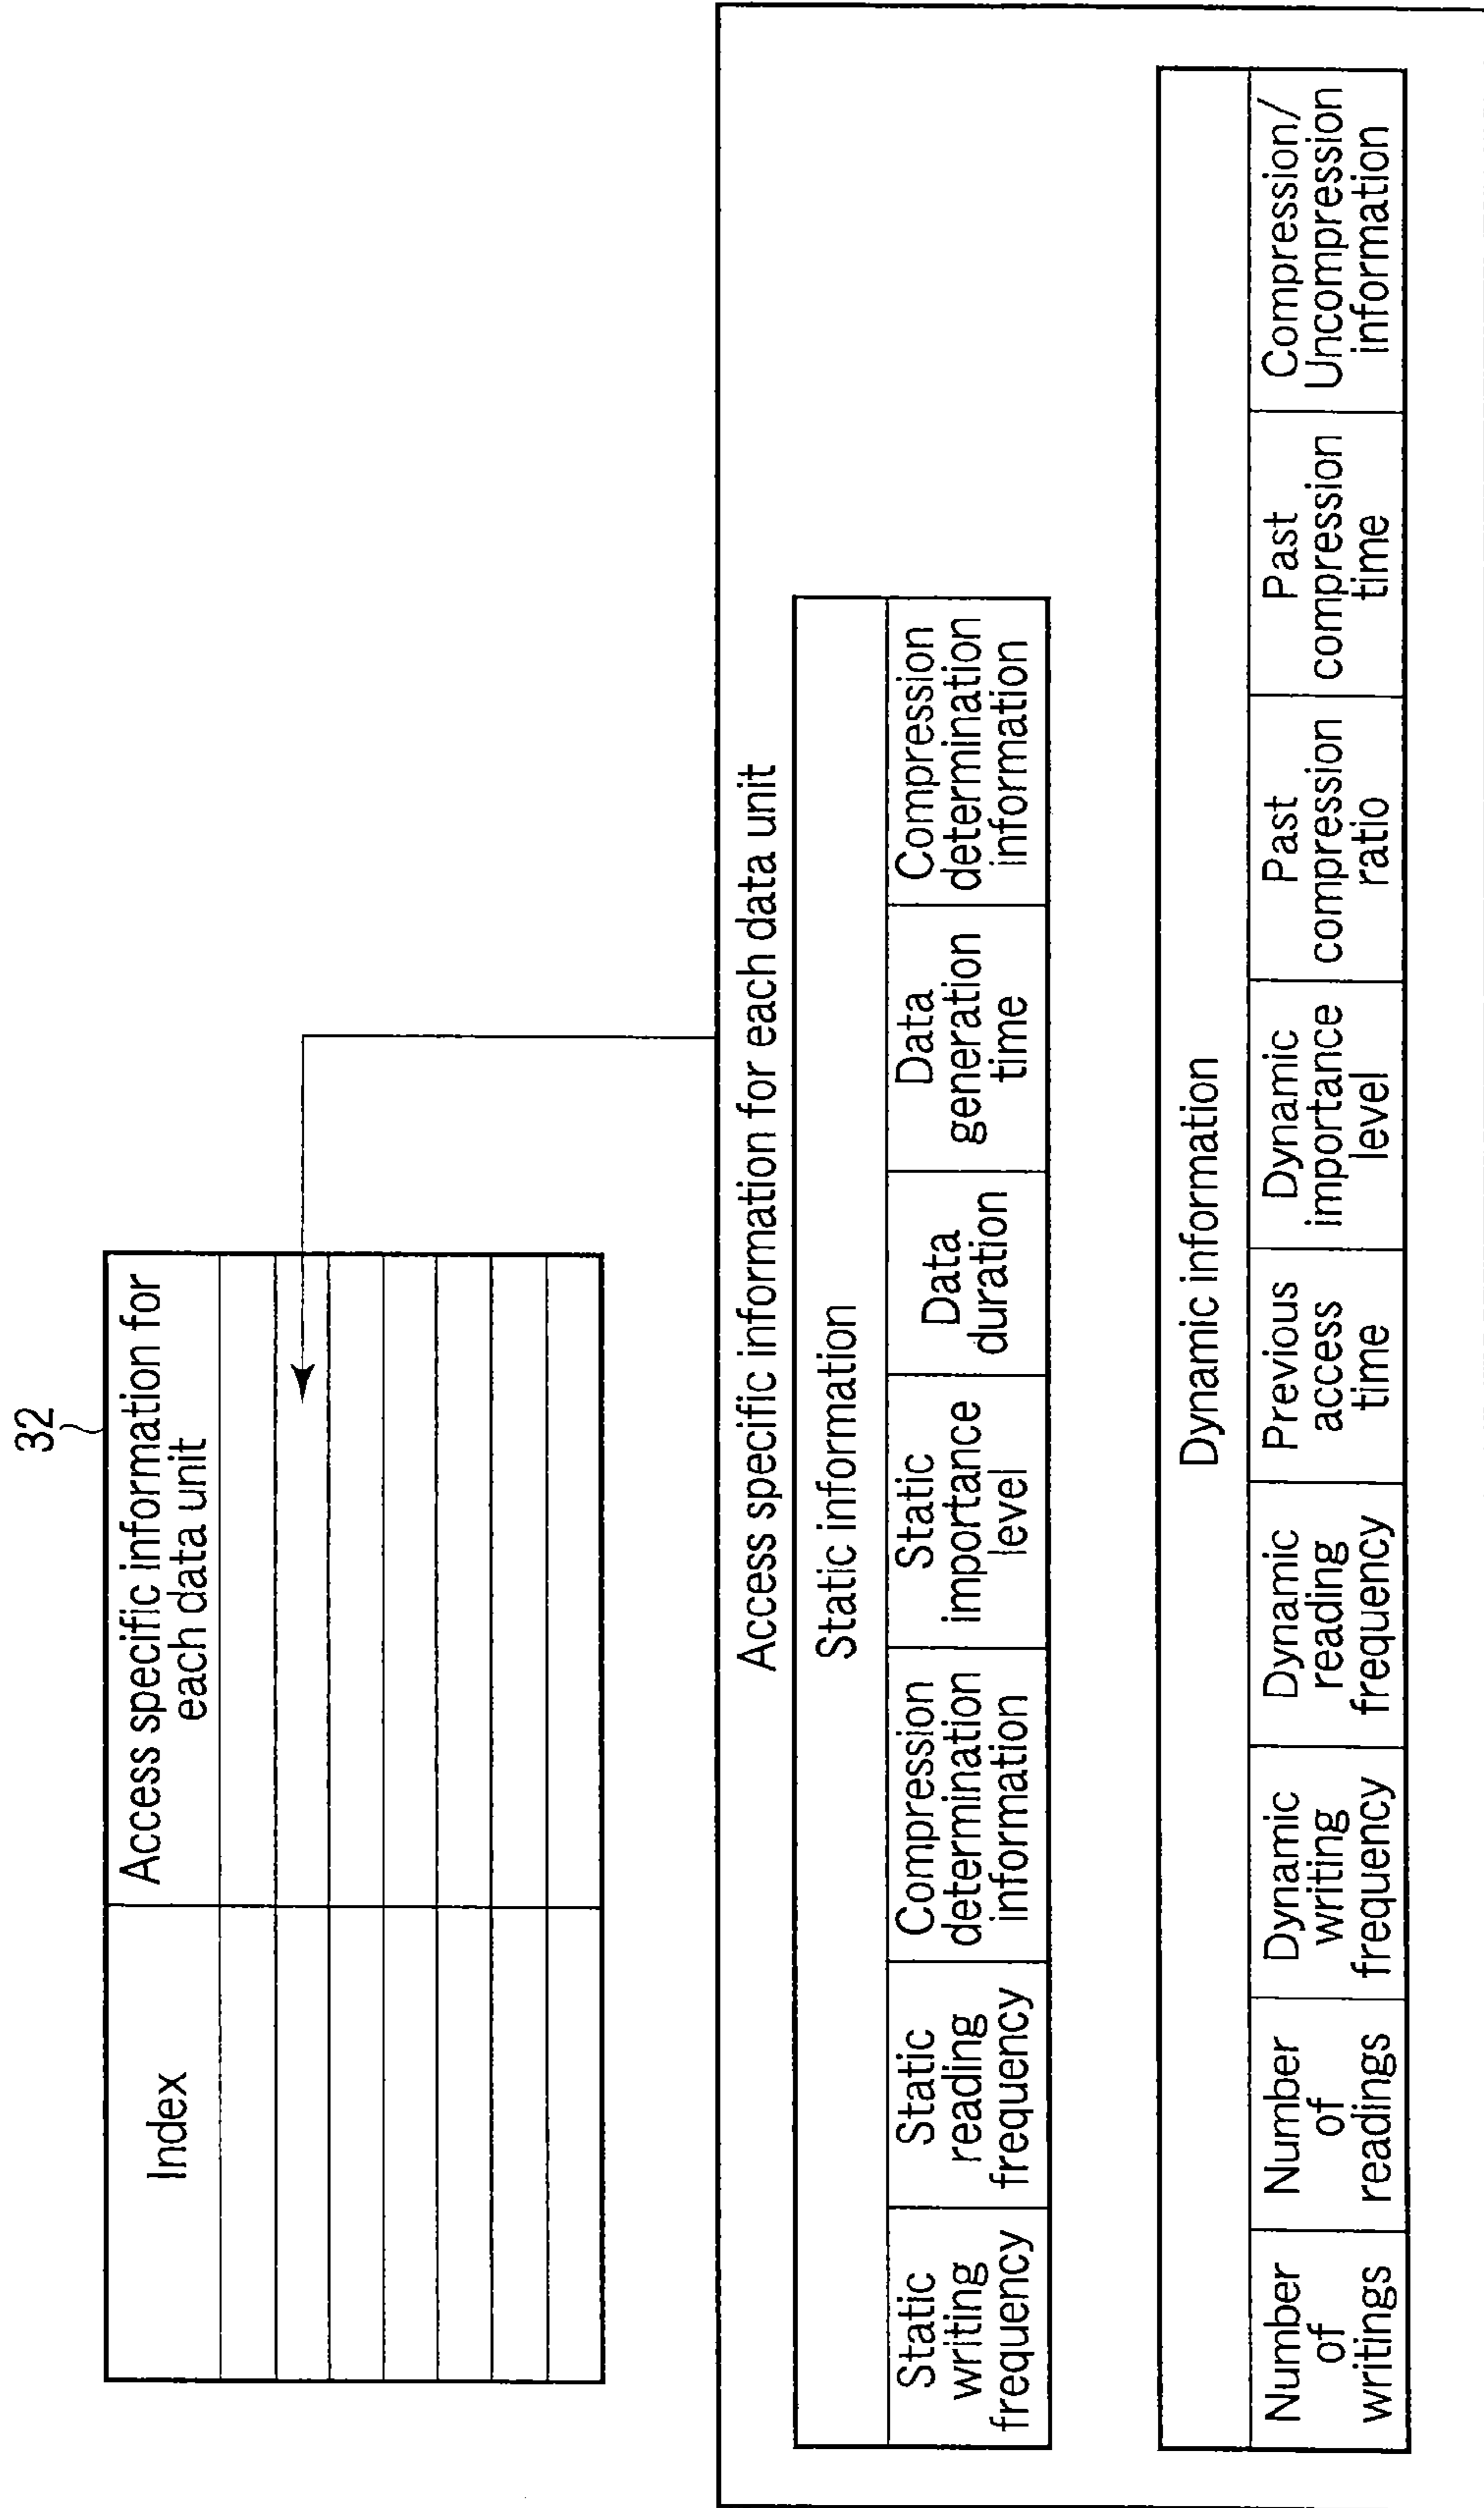 32
Index
Access specific information for
each data unit
Access specific information for each data unit
Static information
Static
writing
frequency
Static
reading
frequency
Compression
determination
information
Static
importance
level
Data
duration
Data
generation
time
Compression
determination
information
Dynamic information
Number
of
writings
Number
of
readings
Dynamic
writing
frequency
Dynamic
reading
frequency
Previous
access
time
Dynamic
importance
level
Past
compression
ratio
Past
compression
time
Compression/
Uncompression
information